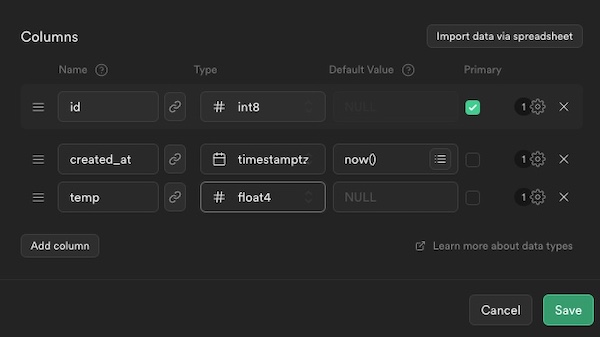 Columns
Import data via spreadsheet
Name ? Type Default Value ? Primary
id # int8 NULL 1
created_at timestamptz now() 1
temp # float4 NULL 1
Add column
Learn more about data types
Cancel Save